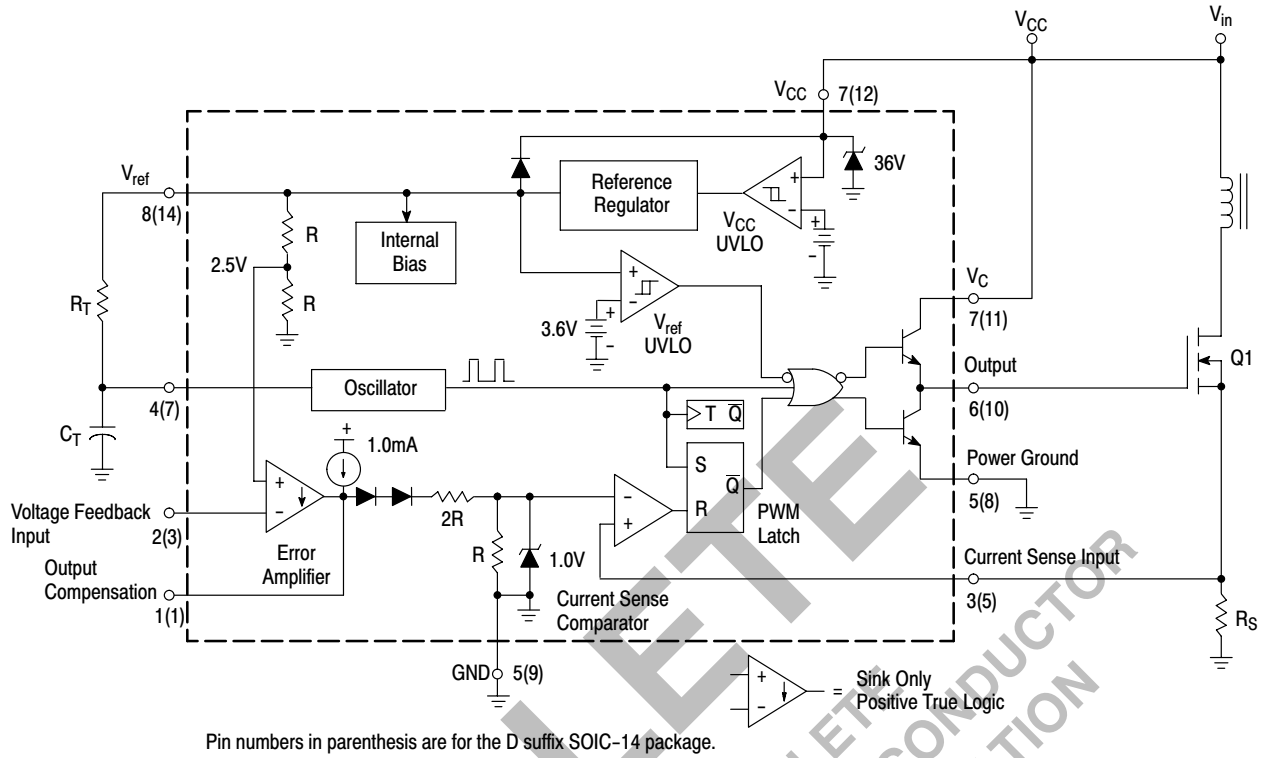 V_CC
V_in
V_CC 7(12)
V_ref
8(14)
36V
Reference
Regulator
+
−
+
−
V_CC
UVLO
R
Internal
Bias
2.5V
R
R_T
+
−
V_ref
UVLO
3.6V
+
−
V_C
7(11)
Q1
Output
6(10)
Oscillator
4(7)
C_T
+
1.0mA
T Q̅
S
R
Q̅
PWM
Latch
Power Ground
5(8)
+
−
Voltage Feedback
Input
2(3)
Error
Amplifier
2R
R
1.0V
−
+
Output
Compensation
1(1)
Current Sense
Comparator
Current Sense Input
3(5)
R_S
GND 5(9)
+
−
= Sink Only
Positive True Logic
Pin numbers in parenthesis are for the D suffix SOIC−14 package.